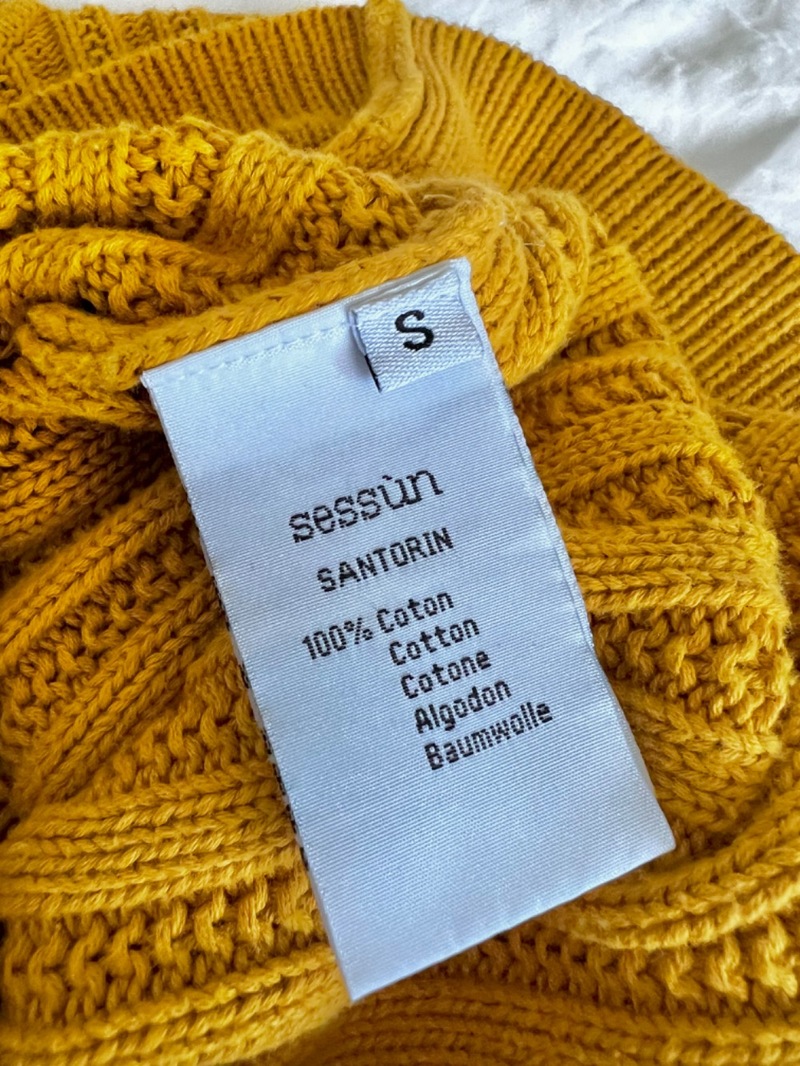 S
sessùn
SANTORIN
100% Coton
Cotton
Cotone
Algodon
Baumwolle